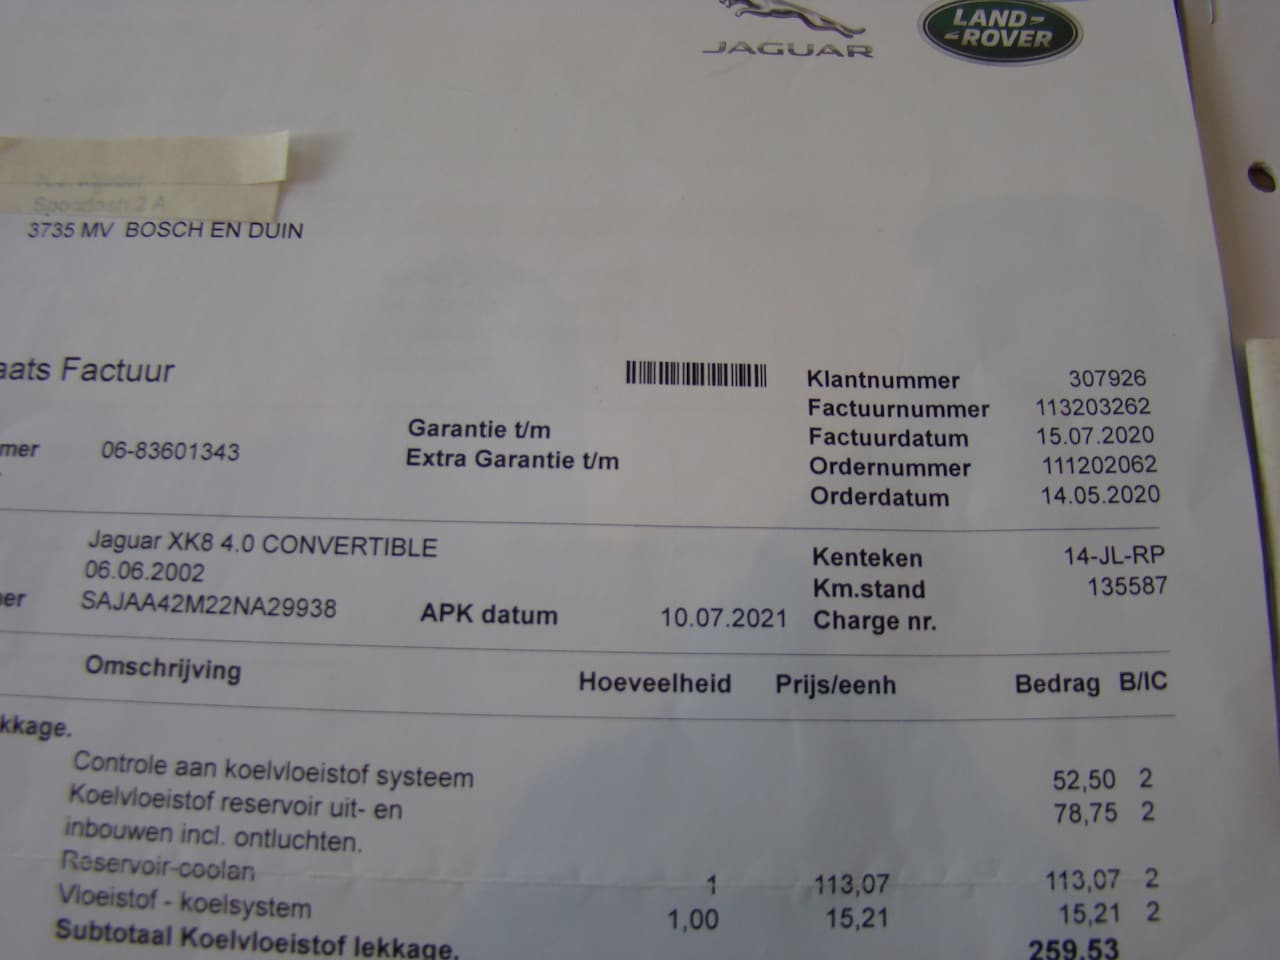 JAGUAR
LAND-
-ROVER
3735 MV BOSCH EN DUIN
aats Factuur
Klantnummer 307926
Factuurnummer 113203262
Garantie t/m Factuurdatum 15.07.2020
mer 06-83601343 Extra Garantie t/m Ordernummer 111202062
Orderdatum 14.05.2020
Jaguar XK8 4.0 CONVERTIBLE Kenteken 14-JL-RP
06.06.2002 Km.stand 135587
er SAJAA42M22NA29938 APK datum 10.07.2021 Charge nr.
Omschrijving Hoeveelheid Prijs/eenh Bedrag B/IC
kkage.
Controle aan koelvloeistof systeem 52,50 2
Koelvloeistof reservoir uit- en 78,75 2
inbouwen incl. ontluchten.
Reservoir-coolan 1 113,07 113,07 2
Vloeistof - koelsystem 1,00 15,21 15,21 2
Subtotaal Koelvloeistof lekkage. 259,53